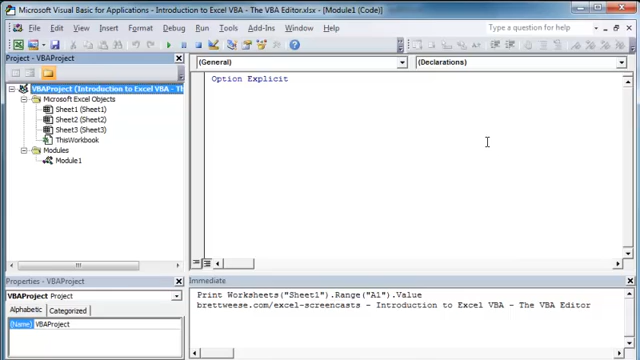 Microsoft Visual Basic for Applications - Introduction to Excel VBA - The VBA Editor.xlsx - [Module1 (Code)]
File Edit View Insert Format Debug Run Tools Add-Ins Window Help
Type a question for help
Project - VBAProject
(General)
(Declarations)
VBAProject (Introduction to Excel VBA - Th
Microsoft Excel Objects
Sheet1 (Sheet1)
Sheet2 (Sheet2)
Sheet3 (Sheet3)
ThisWorkbook
Modules
Module1
Option Explicit
Properties - VBAProject
VBAProject Project
Alphabetic Categorized
(Name) VBAProject
Immediate
Print Worksheets("Sheet1").Range("A1").Value
brettweese.com/excel-screencasts - Introduction to Excel VBA - The VBA Editor